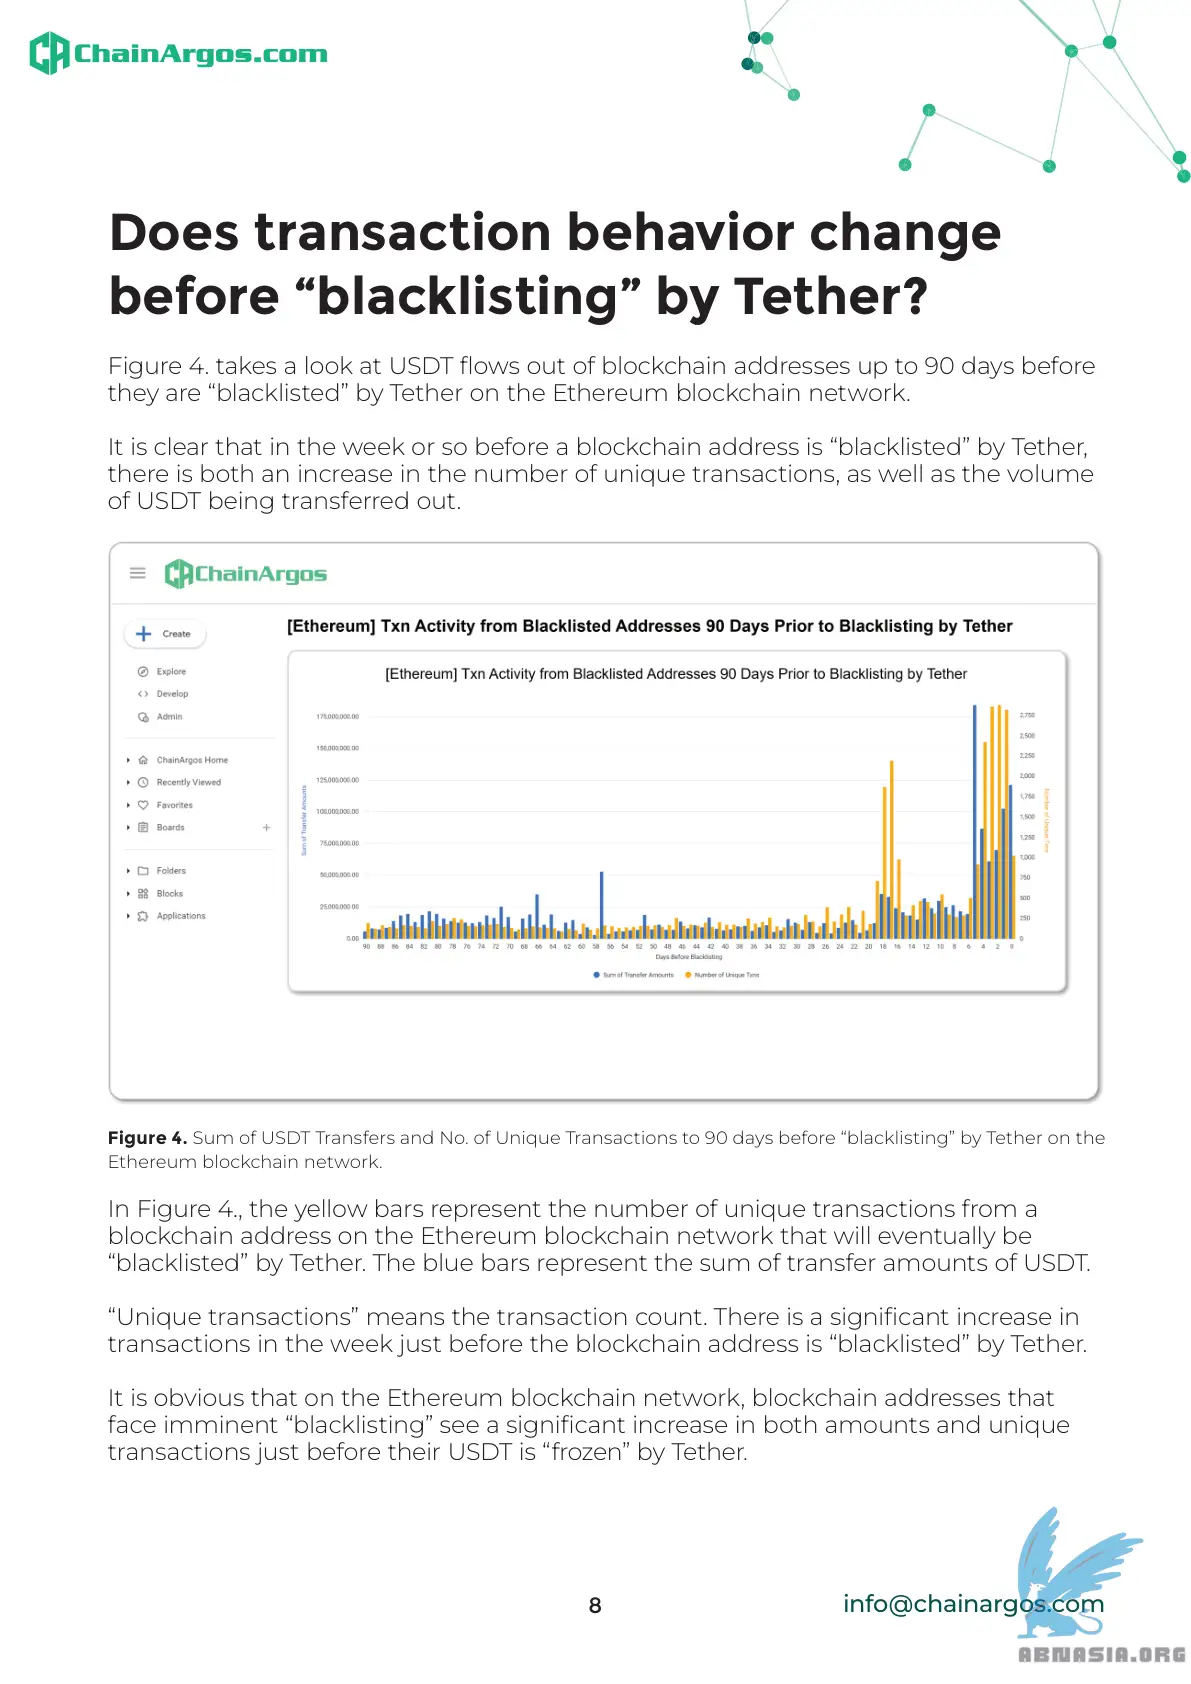 ChainArgos.com
Does transaction behavior change
before “blacklisting” by Tether?
Figure 4. takes a look at USDT flows out of blockchain addresses up to 90 days before
they are “blacklisted” by Tether on the Ethereum blockchain network.
It is clear that in the week or so before a blockchain address is “blacklisted” by Tether,
there is both an increase in the number of unique transactions, as well as the volume
of USDT being transferred out.
ChainArgos
Create
Explore
Develop
Admin
ChainArgos Home
Recently Viewed
Favorites
Boards
Folders
Blocks
Applications
[Ethereum] Txn Activity from Blacklisted Addresses 90 Days Prior to Blacklisting by Tether
[Ethereum] Txn Activity from Blacklisted Addresses 90 Days Prior to Blacklisting by Tether
Sum of Transfer Amounts
175,000,000.00
150,000,000.00
125,000,000.00
100,000,000.00
75,000,000.00
50,000,000.00
25,000,000.00
0.00
2,750
2,500
2,250
2,000
1,750
1,500
1,250
1,000
750
500
250
0
Number of Unique Txns
90 88 86 84 82 80 78 76 74 72 70 68 66 64 62 60 58 56 54 52 50 48 46 44 42 40 38 36 34 32 30 28 26 24 22 20 18 16 14 12 10 8 6 4 2 0
Days Before Blacklisting
Sum of Transfer Amounts Number of Unique Txns
Figure 4. Sum of USDT Transfers and No. of Unique Transactions to 90 days before “blacklisting” by Tether on the
Ethereum blockchain network.
In Figure 4., the yellow bars represent the number of unique transactions from a
blockchain address on the Ethereum blockchain network that will eventually be
“blacklisted” by Tether. The blue bars represent the sum of transfer amounts of USDT.
“Unique transactions” means the transaction count. There is a significant increase in
transactions in the week just before the blockchain address is “blacklisted” by Tether.
It is obvious that on the Ethereum blockchain network, blockchain addresses that
face imminent “blacklisting” see a significant increase in both amounts and unique
transactions just before their USDT is “frozen” by Tether.
8
info@chainargos.com
ABNASIA.ORG